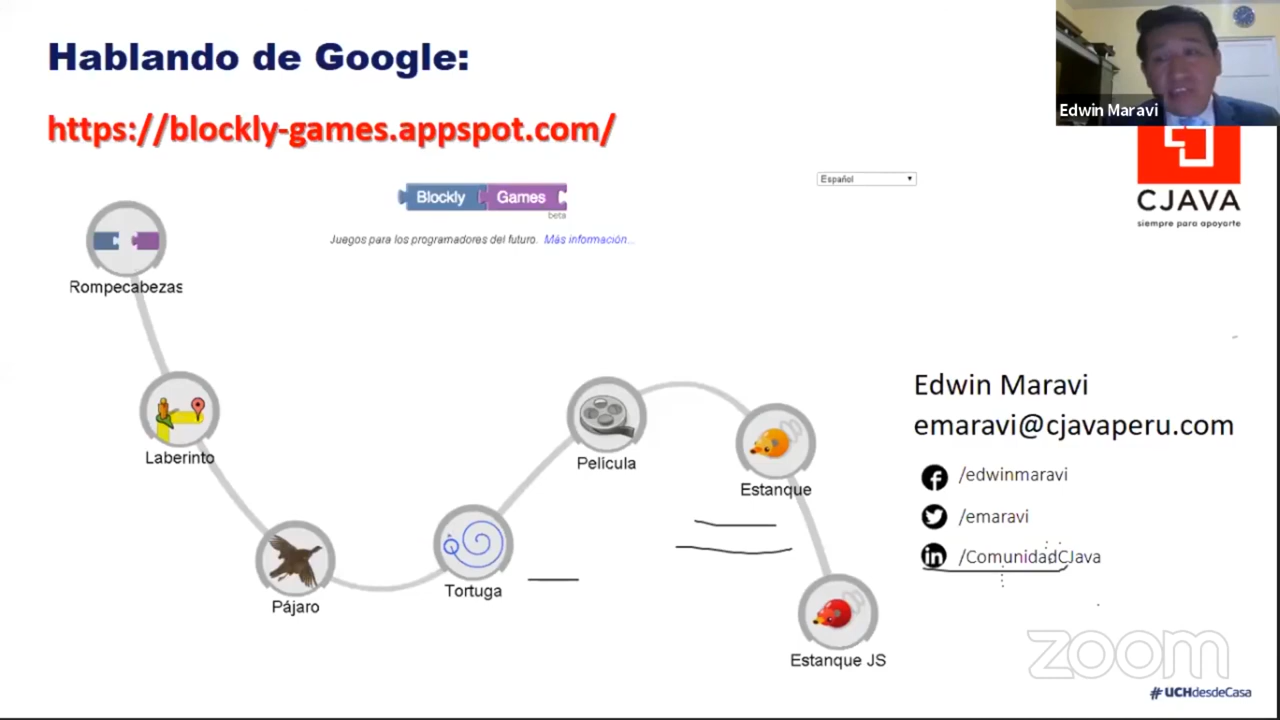 Hablando de Google:
https://blockly-games.appspot.com/
Edwin Maravi
CJAVA
siempre para apoyarte
Blockly Games
beta
Español
Juegos para los programadores del futuro. Más información...
Rompecabezas
Laberinto
Pájaro
Tortuga
Película
Estanque
Estanque JS
Edwin Maravi
emaravi@cjavaperu.com
/edwinmaravi
/emaravi
in /ComunidadCJava
zoom
#UCHdesdeCasa